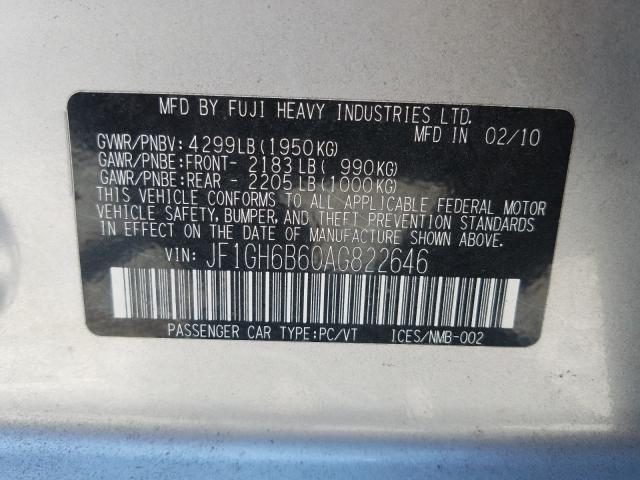 MFD BY FUJI HEAVY INDUSTRIES LTD.
MFD IN 02/10
GVWR/PNBV: 4299LB(1950KG)
GAWR/PNBE:FRONT- 2183LB( 990KG)
GAWR/PNBE:REAR - 2205LB(1000KG)
THIS VEHICLE CONFORMS TO ALL APPLICABLE FEDERAL MOTOR
VEHICLE SAFETY, BUMPER, AND THEFT PREVENTION STANDARDS
IN EFFECT ON THE DATE OF MANUFACTURE SHOWN ABOVE.
VIN: JF1GH6B60AG822646
PASSENGER CAR TYPE:PC/VT 1CES/NMB-002